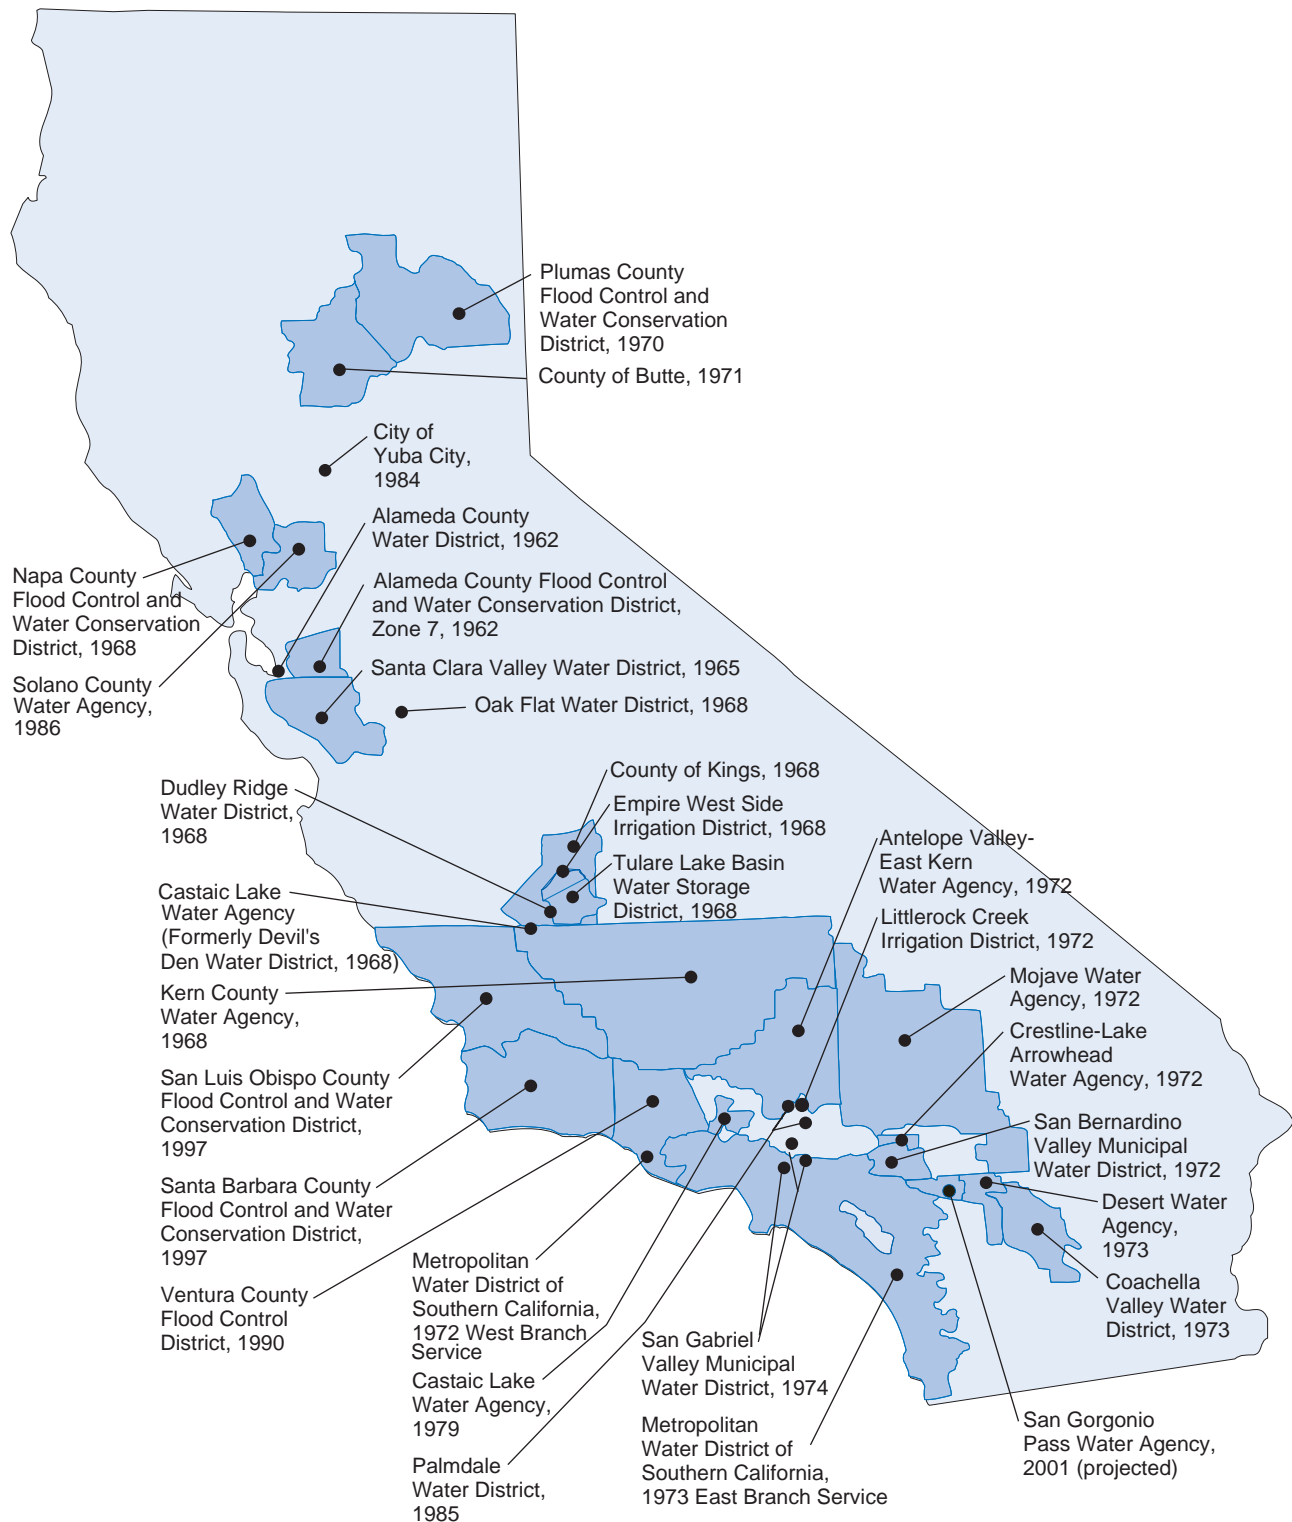 Plumas County
Flood Control and
Water Conservation
District, 1970
County of Butte, 1971
City of
Yuba City,
1984
Alameda County
Water District, 1962
Napa County
Flood Control and
Water Conservation
District, 1968
Alameda County Flood Control
and Water Conservation District,
Zone 7, 1962
Santa Clara Valley Water District, 1965
Solano County
Water Agency,
1986
Oak Flat Water District, 1968
County of Kings, 1968
Dudley Ridge
Water District,
1968
Empire West Side
Irrigation District, 1968
Antelope Valley-
East Kern
Water Agency, 1972
Tulare Lake Basin
Water Storage
District, 1968
Castaic Lake
Water Agency
(Formerly Devil's
Den Water District, 1968)
Littlerock Creek
Irrigation District, 1972
Mojave Water
Agency, 1972
Kern County
Water Agency,
1968
Crestline-Lake
Arrowhead
Water Agency, 1972
San Luis Obispo County
Flood Control and Water
Conservation District,
1997
San Bernardino
Valley Municipal
Water District, 1972
Santa Barbara County
Flood Control and Water
Conservation District,
1997
Desert Water
Agency,
1973
Metropolitan
Water District of
Southern California,
1972 West Branch
Service
Coachella
Valley Water
District, 1973
Ventura County
Flood Control
District, 1990
San Gabriel
Valley Municipal
Water District, 1974
Castaic Lake
Water Agency,
1979
San Gorgonio
Pass Water Agency,
2001 (projected)
Metropolitan
Water District of
Southern California,
1973 East Branch Service
Palmdale
Water District,
1985